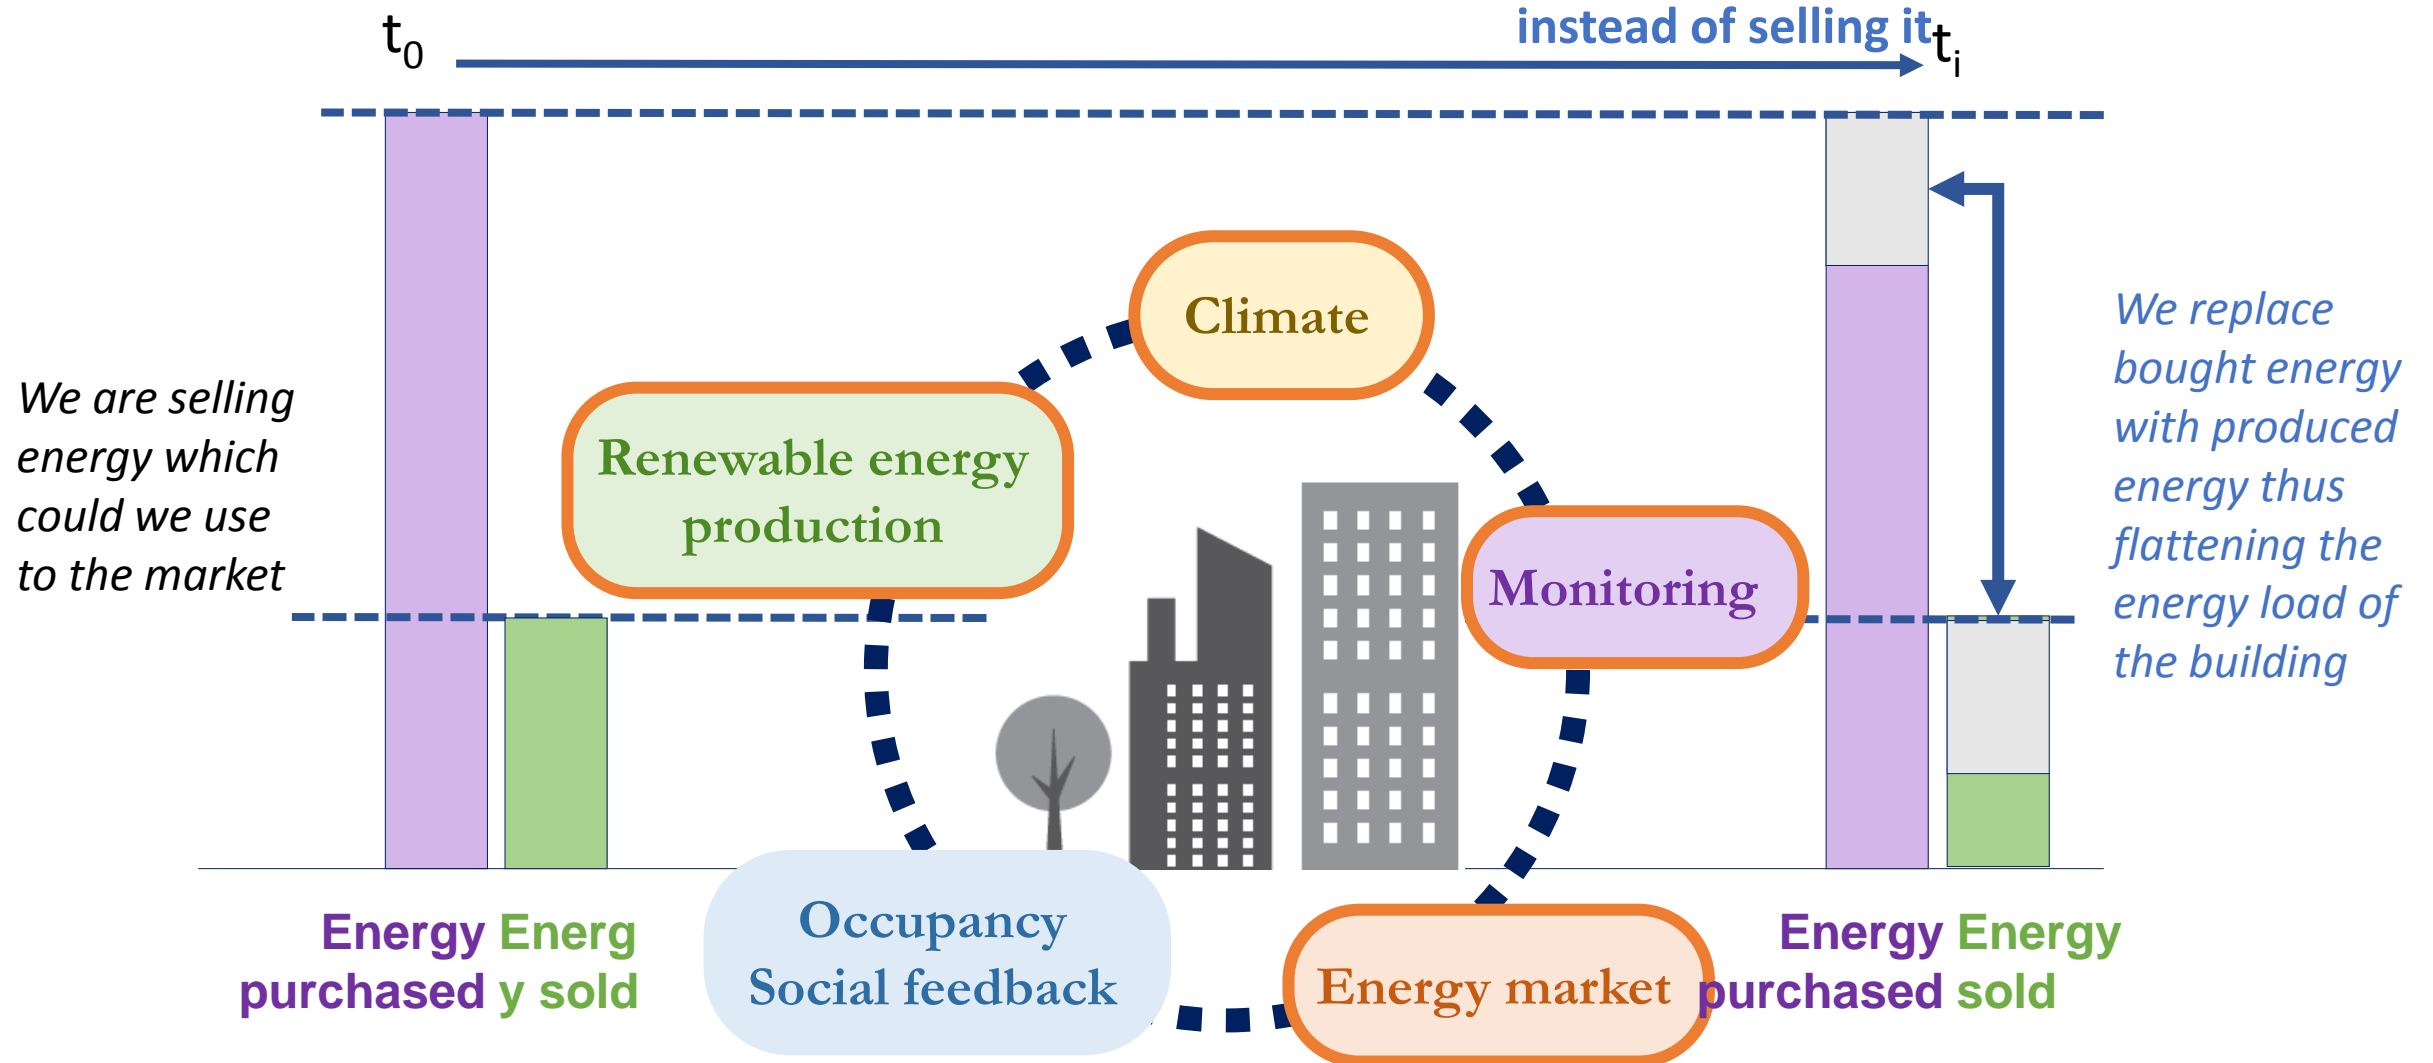 instead of selling it
t0
ti
We are selling
energy which
could we use
to the market
Climate
Renewable energy
production
Monitoring
We replace
bought energy
with produced
energy thus
flattening the
energy load of
the building
Occupancy
Social feedback
Energy market
Energy
purchased
Energ
y sold
Energy
purchased
Energy
sold